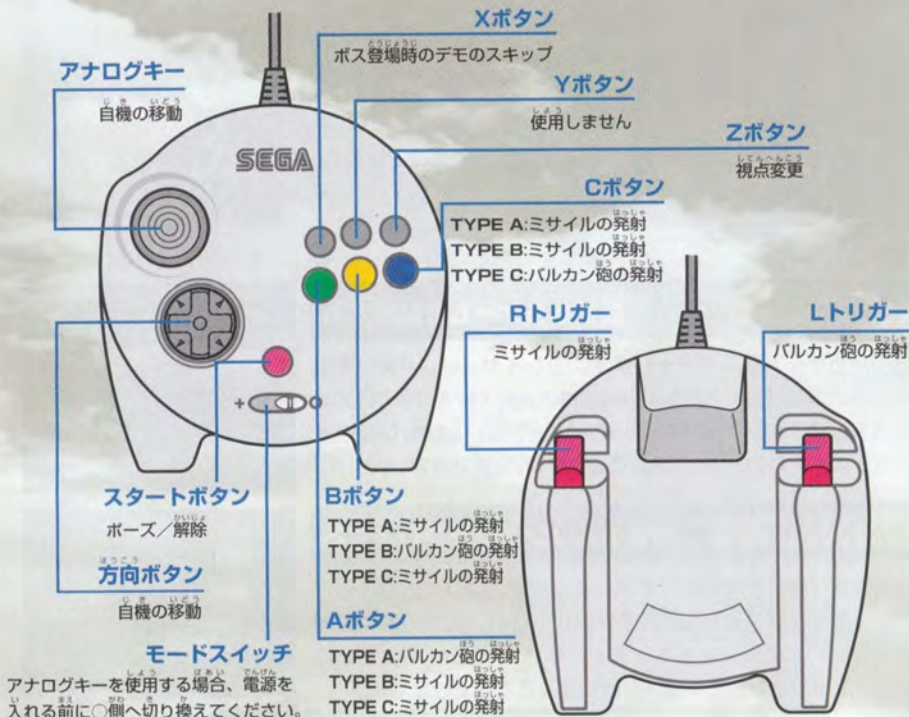 Xボタン
ボス登場時のデモのスキップ
アナログキー
自機の移動
Yボタン
使用しません
Zボタン
視点変更
SEGA
Cボタン
TYPE A:ミサイルの発射
TYPE B:ミサイルの発射
TYPE C:バルカン砲の発射
Rトリガー
ミサイルの発射
Lトリガー
バルカン砲の発射
スタートボタン
ポーズ／解除
方向ボタン
自機の移動
モードスイッチ
アナログキーを使用する場合、電源を
入れる前に○側へ切り換えてください。
Bボタン
TYPE A:ミサイルの発射
TYPE B:バルカン砲の発射
TYPE C:ミサイルの発射
Aボタン
TYPE A:バルカン砲の発射
TYPE B:ミサイルの発射
TYPE C:ミサイルの発射